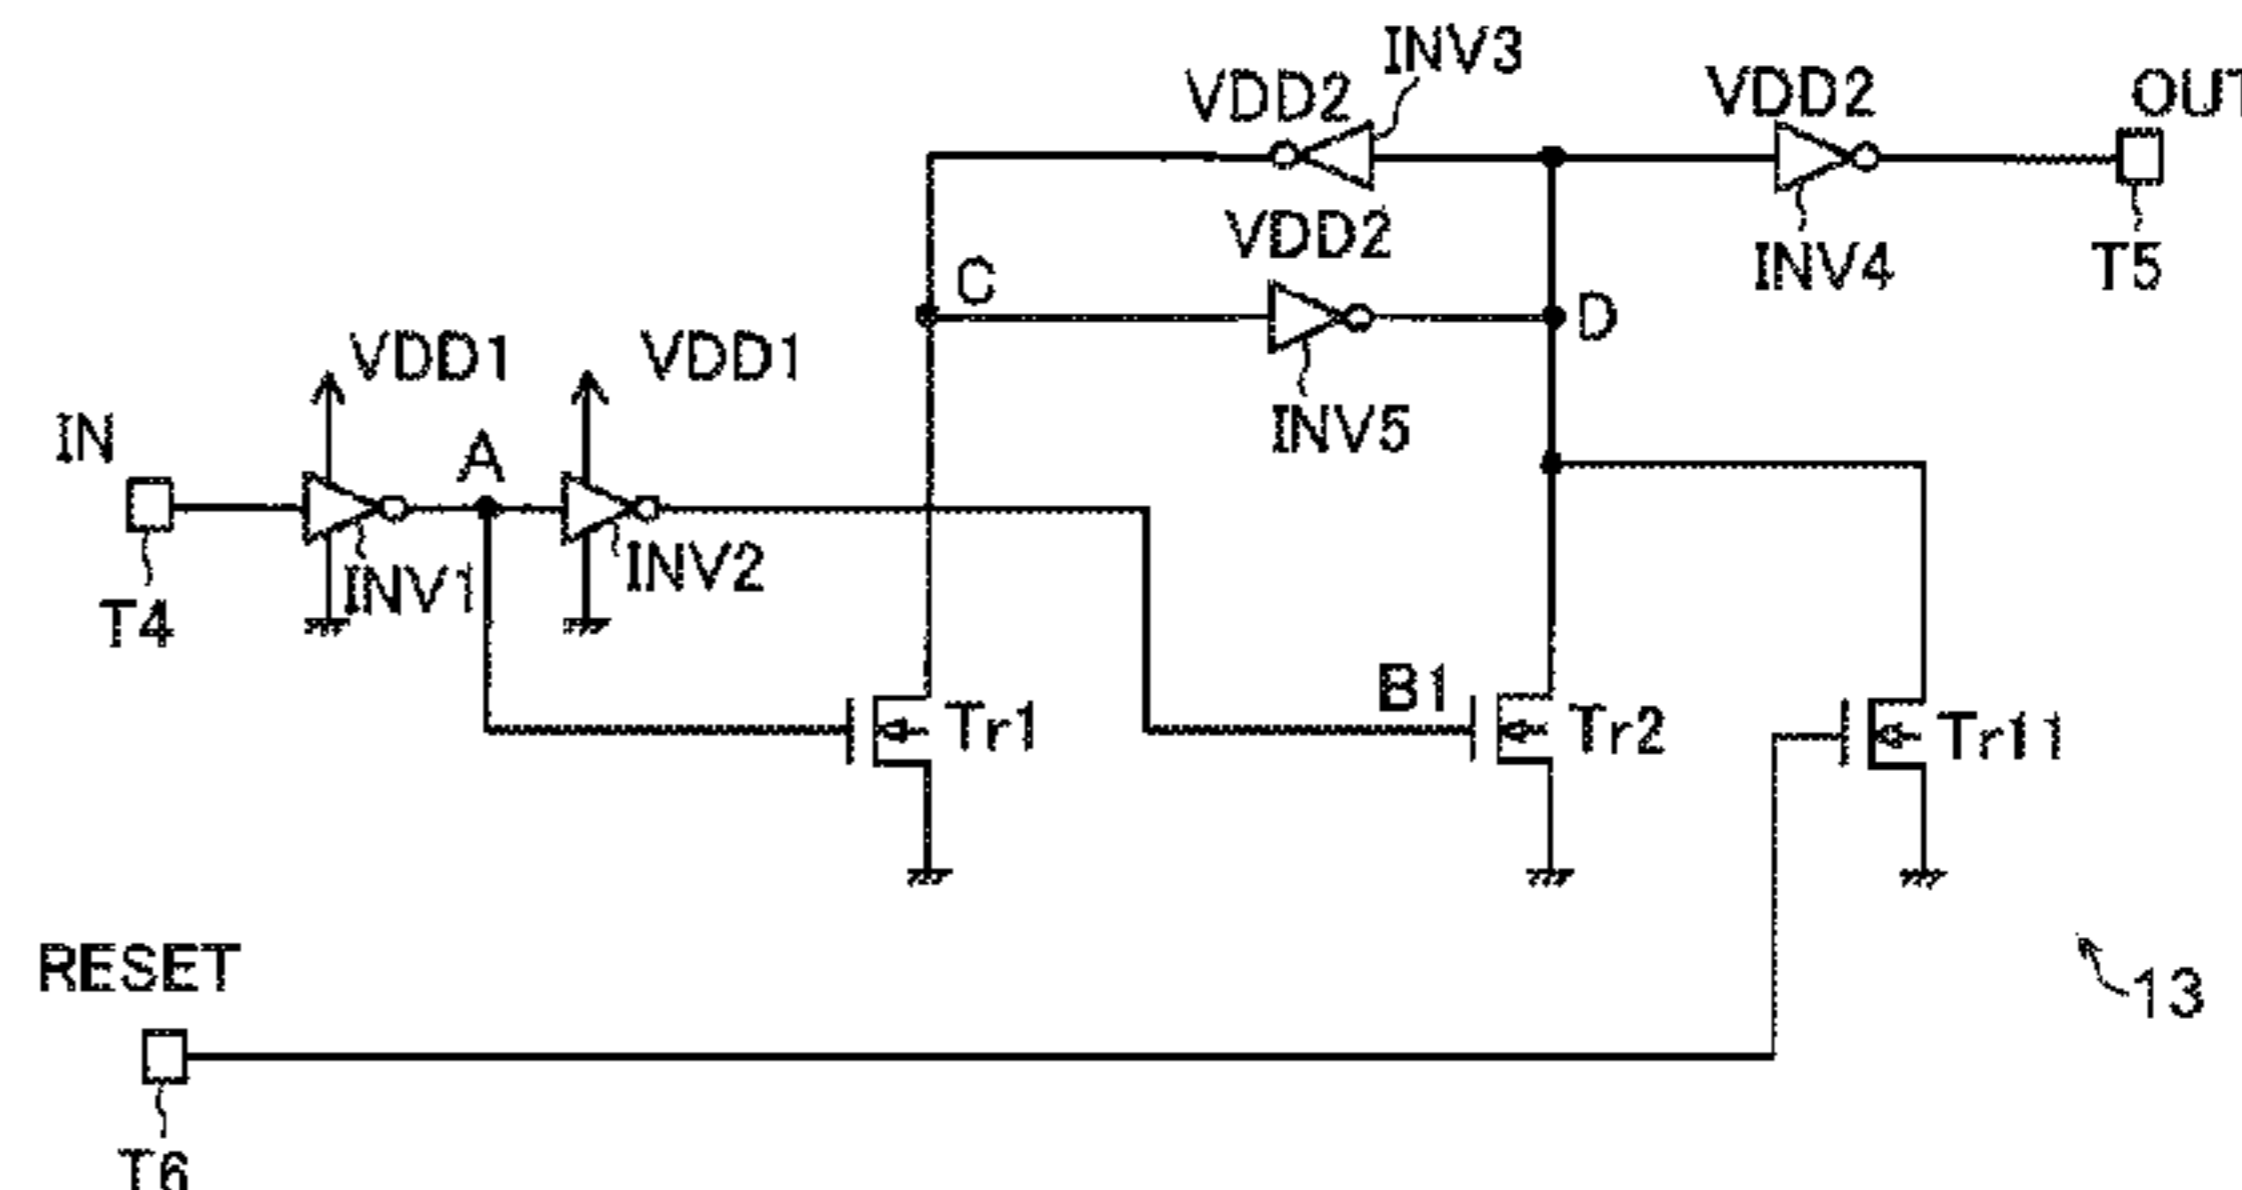 INV3
VDD2
VDD2
OUT
VDD2
INV4
T5
C
D
VDD1
VDD1
INV5
IN
A
INV1
INV2
T4
B1
Tr1
Tr2
Tr11
RESET
13
T6